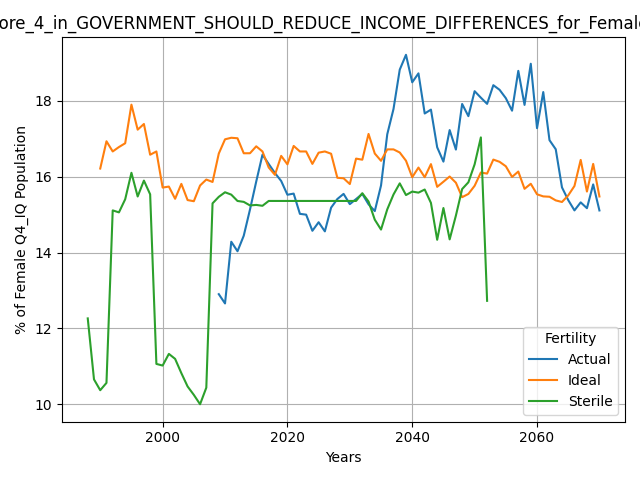 ore_4_in_GOVERNMENT_SHOULD_REDUCE_INCOME_DIFFERENCES_for_Female
% of Female Q4_IQ Population
18
16
14
12
10
2000 2020 2040 2060
Years
Fertility
Actual
Ideal
Sterile